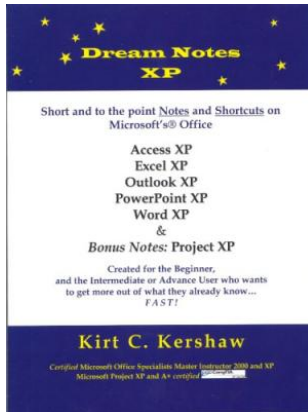 Dream Notes
XP
Short and to the point Notes and Shortcuts on
Microsoft's® Office
Access XP
Excel XP
Outlook XP
PowerPoint XP
Word XP
&
Bonus Notes: Project XP
Created for the Beginner,
and the Intermediate or Advance User who wants
to get more out of what they already know...
FAST!
Kirt C. Kershaw
Certified Microsoft Office Specialists Master Instructor 2000 and XP
Microsoft Project XP and A+ certified